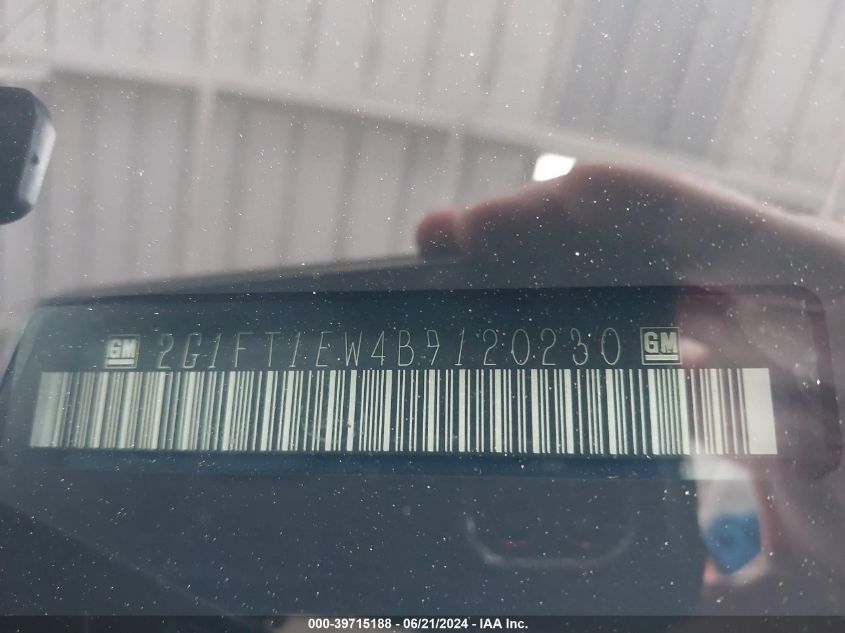 GM 2G1FT1EW4B9120230 GM
000-39715188 - 06/21/2024 - IAA Inc.